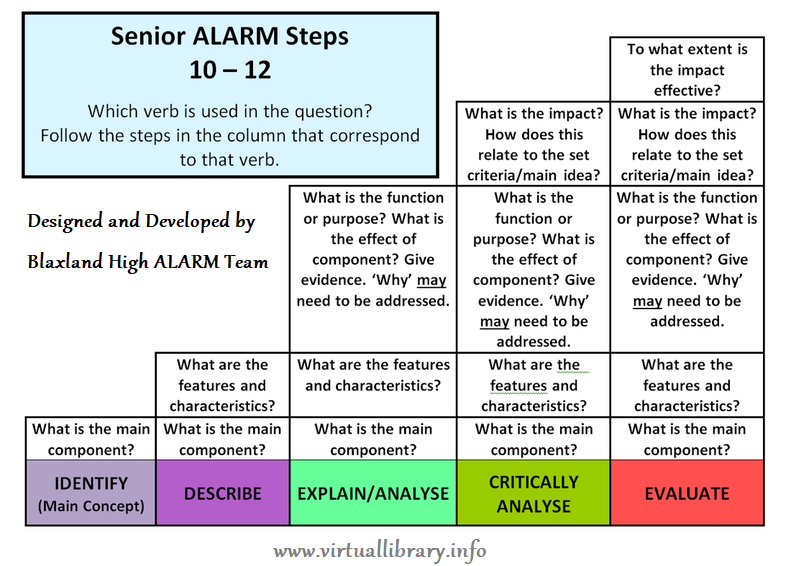 Senior ALARM Steps
10 – 12
Which verb is used in the question?
Follow the steps in the column that correspond
to that verb.
Designed and Developed by
Blaxland High ALARM Team
What is the main
component?
IDENTIFY
(Main Concept)
What are the
features and
characteristics?
What is the main
component?
DESCRIBE
What is the function
or purpose? What is
the effect of
component? Give
evidence. ‘Why’ may
need to be addressed.
What are the features
and characteristics?
What is the main
component?
EXPLAIN/ANALYSE
What is the impact?
How does this
relate to the set
criteria/main idea?
What is the
function or
purpose? What is
the effect of
component? Give
evidence. ‘Why’
may need to be
addressed.
What are the
features and
characteristics?
What is the main
component?
CRITICALLY
ANALYSE
To what extent is
the impact
effective?
What is the impact?
How does this
relate to the set
criteria/main idea?
What is the function
or purpose? What is
the effect of
component? Give
evidence. ‘Why’
may need to be
addressed.
What are the
features and
characteristics?
What is the main
component?
EVALUATE
www.virtuallibrary.info